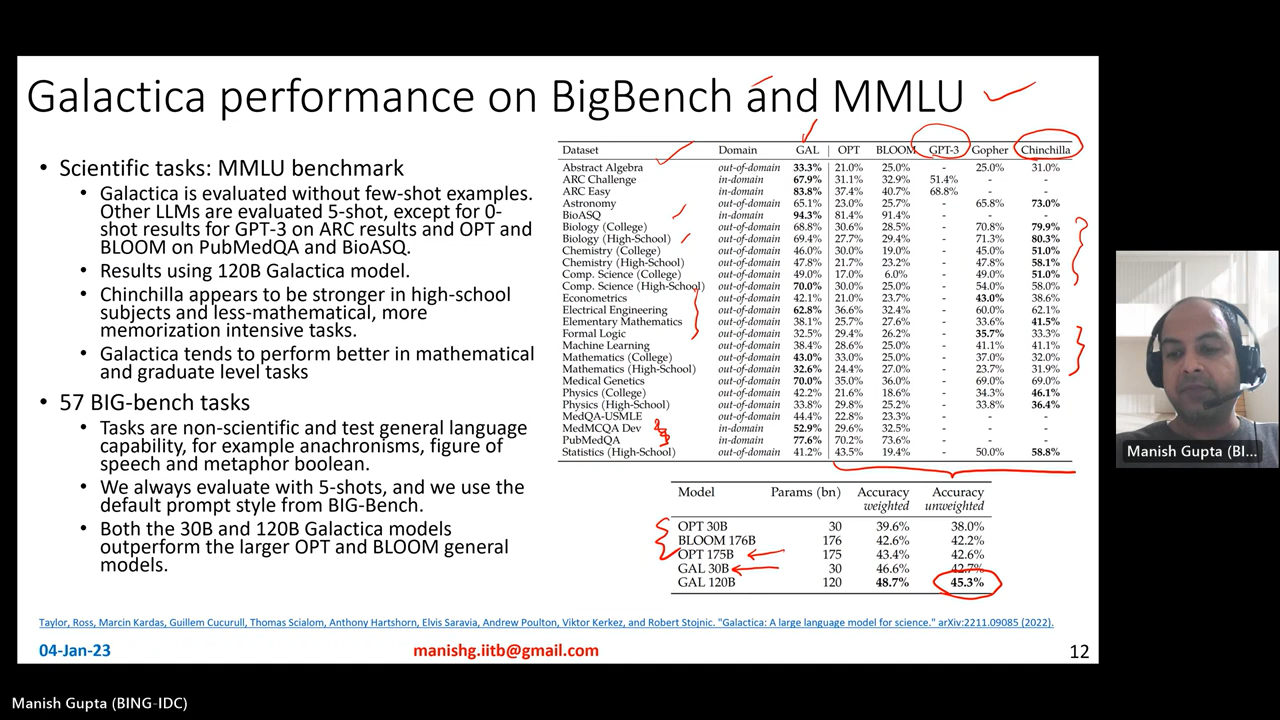 Galactica performance on BigBench and MMLU
• Scientific tasks: MMLU benchmark
• Galactica is evaluated without few-shot examples.
Other LLMs are evaluated 5-shot, except for 0-
shot results for GPT-3 on ARC results and OPT and
BLOOM on PubMedQA and BioASQ.
• Results using 120B Galactica model.
• Chinchilla appears to be stronger in high-school
subjects and less-mathematical, more
memorization intensive tasks.
• Galactica tends to perform better in mathematical
and graduate level tasks
• 57 BIG-bench tasks
• Tasks are non-scientific and test general language
capability, for example anachronisms, figure of
speech and metaphor boolean.
• We always evaluate with 5-shots, and we use the
default prompt style from BIG-Bench.
• Both the 30B and 120B Galactica models
outperform the larger OPT and BLOOM general
models.
Dataset Domain GAL OPT BLOOM GPT-3 Gopher Chinchilla
Abstract Algebra out-of-domain 33.3% 21.0% 25.0% - 25.0% 31.0%
ARC Challenge in-domain 67.9% 31.1% 32.9% 51.4% - -
ARC Easy in-domain 83.8% 37.4% 40.7% 68.8% - -
Astronomy out-of-domain 65.1% 23.0% 25.7% - 65.8% 73.0%
BioASQ in-domain 94.3% 81.4% 91.4% - - -
Biology (College) out-of-domain 68.8% 30.6% 28.5% - 70.8% 79.9%
Biology (High-School) out-of-domain 69.4% 27.7% 29.4% - 71.3% 80.3%
Chemistry (College) out-of-domain 46.0% 30.0% 19.0% - 45.0% 51.0%
Chemistry (High-School) out-of-domain 47.8% 21.7% 23.2% - 47.8% 58.1%
Comp. Science (College) out-of-domain 49.0% 17.0% 6.0% - 49.0% 51.0%
Comp. Science (High-School) out-of-domain 70.0% 30.0% 25.0% - 54.0% 58.0%
Econometrics out-of-domain 42.1% 21.0% 23.7% - 43.0% 38.6%
Electrical Engineering out-of-domain 62.8% 36.6% 32.4% - 60.0% 62.1%
Elementary Mathematics out-of-domain 38.1% 25.7% 27.6% - 33.6% 41.5%
Formal Logic out-of-domain 32.5% 29.4% 26.2% - 35.7% 33.3%
Machine Learning out-of-domain 38.4% 28.6% 25.0% - 41.1% 41.1%
Mathematics (College) out-of-domain 43.0% 33.0% 25.0% - 37.0% 32.0%
Mathematics (High-School) out-of-domain 32.6% 24.4% 27.0% - 23.7% 31.9%
Medical Genetics out-of-domain 70.0% 35.0% 36.0% - 69.0% 69.0%
Physics (College) out-of-domain 42.2% 21.6% 18.6% - 34.3% 46.1%
Physics (High-School) out-of-domain 33.8% 29.8% 25.2% - 33.8% 36.4%
MedQA-USMLE out-of-domain 44.4% 22.8% 23.3% - - -
MedMCQA Dev in-domain 52.9% 29.6% 32.5% - - -
PubMedQA in-domain 77.6% 70.2% 73.6% - - -
Statistics (High-School) out-of-domain 41.2% 43.5% 19.4% - 50.0% 58.8%
Model Params (bn) Accuracy Accuracy
weighted unweighted
OPT 30B 30 39.6% 38.0%
BLOOM 176B 176 42.6% 42.2%
OPT 175B 175 43.4% 42.6%
GAL 30B 30 46.6% 42.7%
GAL 120B 120 48.7% 45.3%
Taylor, Ross, Marcin Kardas, Guillem Cucurull, Thomas Scialom, Anthony Hartshorn, Elvis Saravia, Andrew Poulton, Viktor Kerkez, and Robert Stojnic. "Galactica: A large language model for science." arXiv:2211.09085 (2022).
04-Jan-23 manishg.iitb@gmail.com 12
Manish Gupta (BI...
Manish Gupta (BING-IDC)